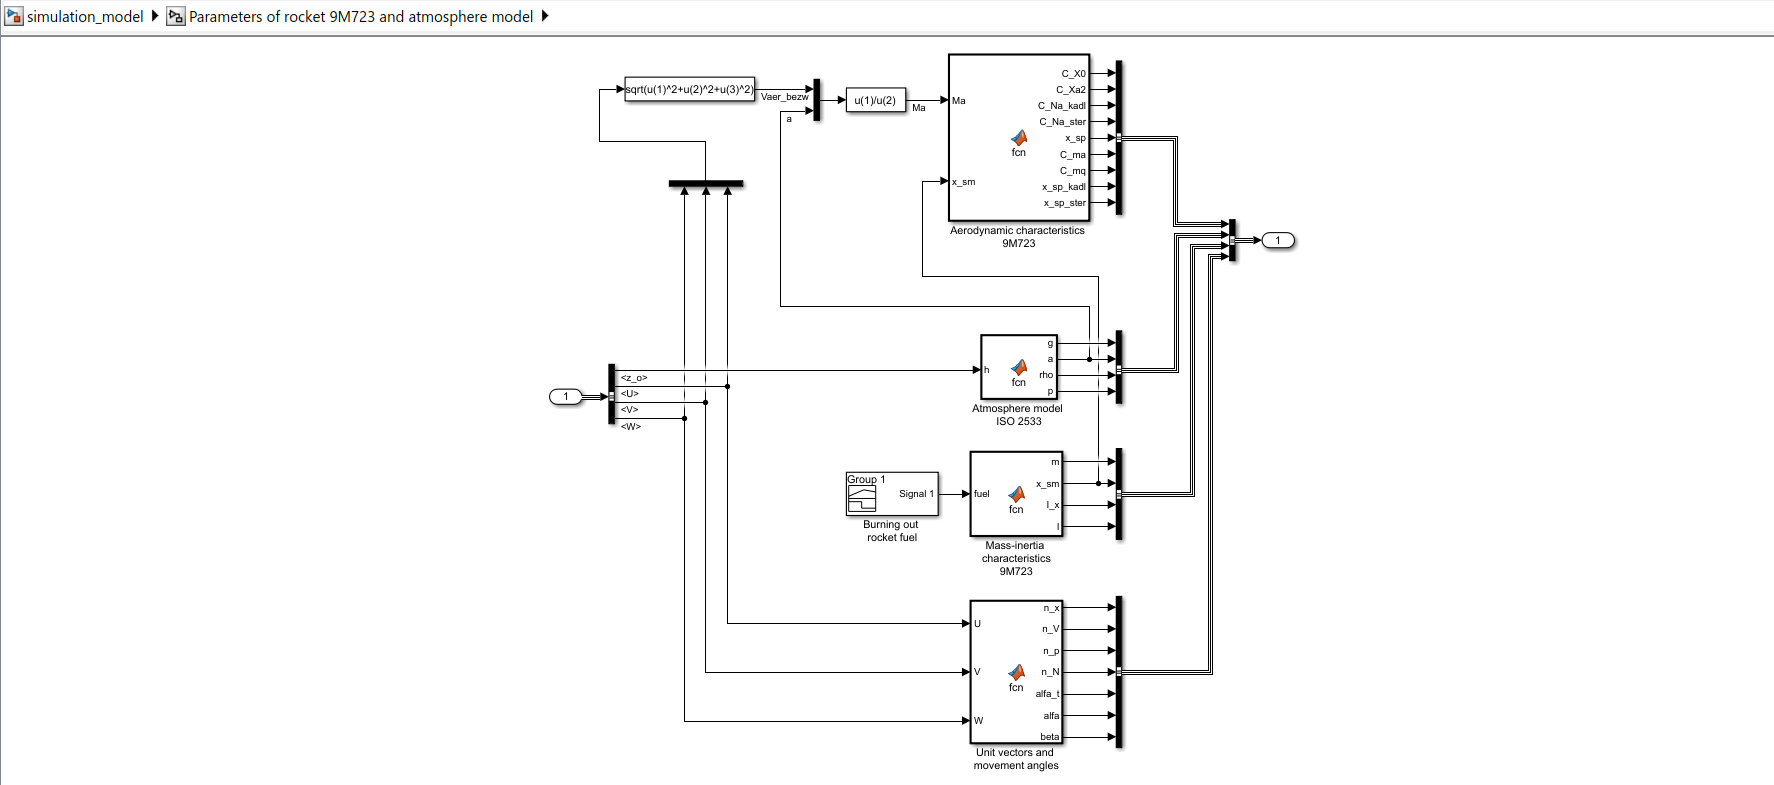 simulation_model
Parameters of rocket 9M723 and atmosphere model
sqrt(u(1)^2+u(2)^2+u(3)^2)
Vaer_bezw
a
u(1)/u(2)
Ma
Ma
x_sm
fcn
C_X0
C_Xa2
C_Na_kadl
C_Na_ster
x_sp
C_ma
C_mq
x_sp_kadl
x_sp_ster
Aerodynamic characteristics
9M723
1
1
<z_o>
<U>
<V>
<W>
h
fcn
g
a
rho
p
Atmosphere model
ISO 2533
Group 1
Signal 1
Burning out
rocket fuel
fuel
fcn
m
x_sm
I_x
I
Mass-inertia
characteristics
9M723
U
V
W
fcn
n_x
n_V
n_p
n_N
alfa_t
alfa
beta
Unit vectors and
movement angles